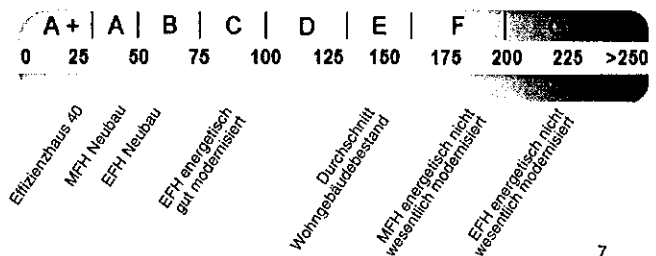 A+ | A | B | C | D | E | F |
0 25 50 75 100 125 150 175 200 225 >250
Effizienzhaus 40
MFH Neubau
EFH Neubau
EFH energetisch
gut modernisiert
Durchschnitt
Wohngebäudebestand
MFH energetisch nicht
wesentlich modernisiert
EFH energetisch nicht
wesentlich modernisiert
7